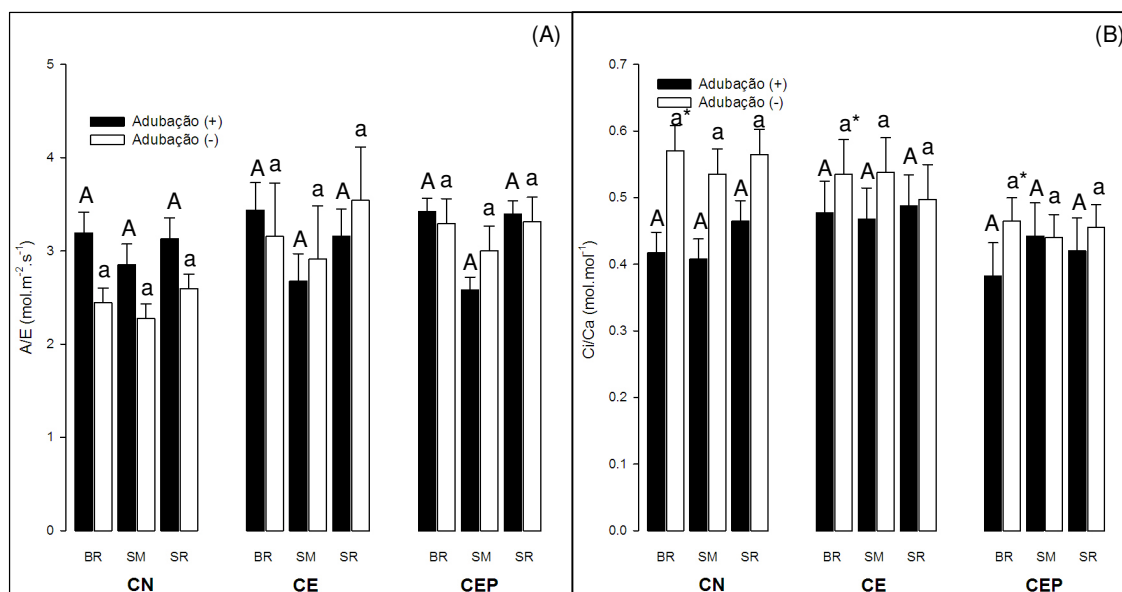 (A)
5
4
3
2
1
0
A/E (mol.m-2.s-1)
Adubação (+)
Adubação (-)
A a A a A a
A a A a A a
A a A a A a
BR SM SR BR SM SR BR SM SR
CN CE CEP
(B)
0.7
0.6
0.5
0.4
0.3
0.2
0.1
0.0
Ci/Ca (mol.mol-1)
Adubação (+)
Adubação (-)
A a* A a A a
A a* A a A a
A a* A a A a
BR SM SR BR SM SR BR SM SR
CN CE CEP